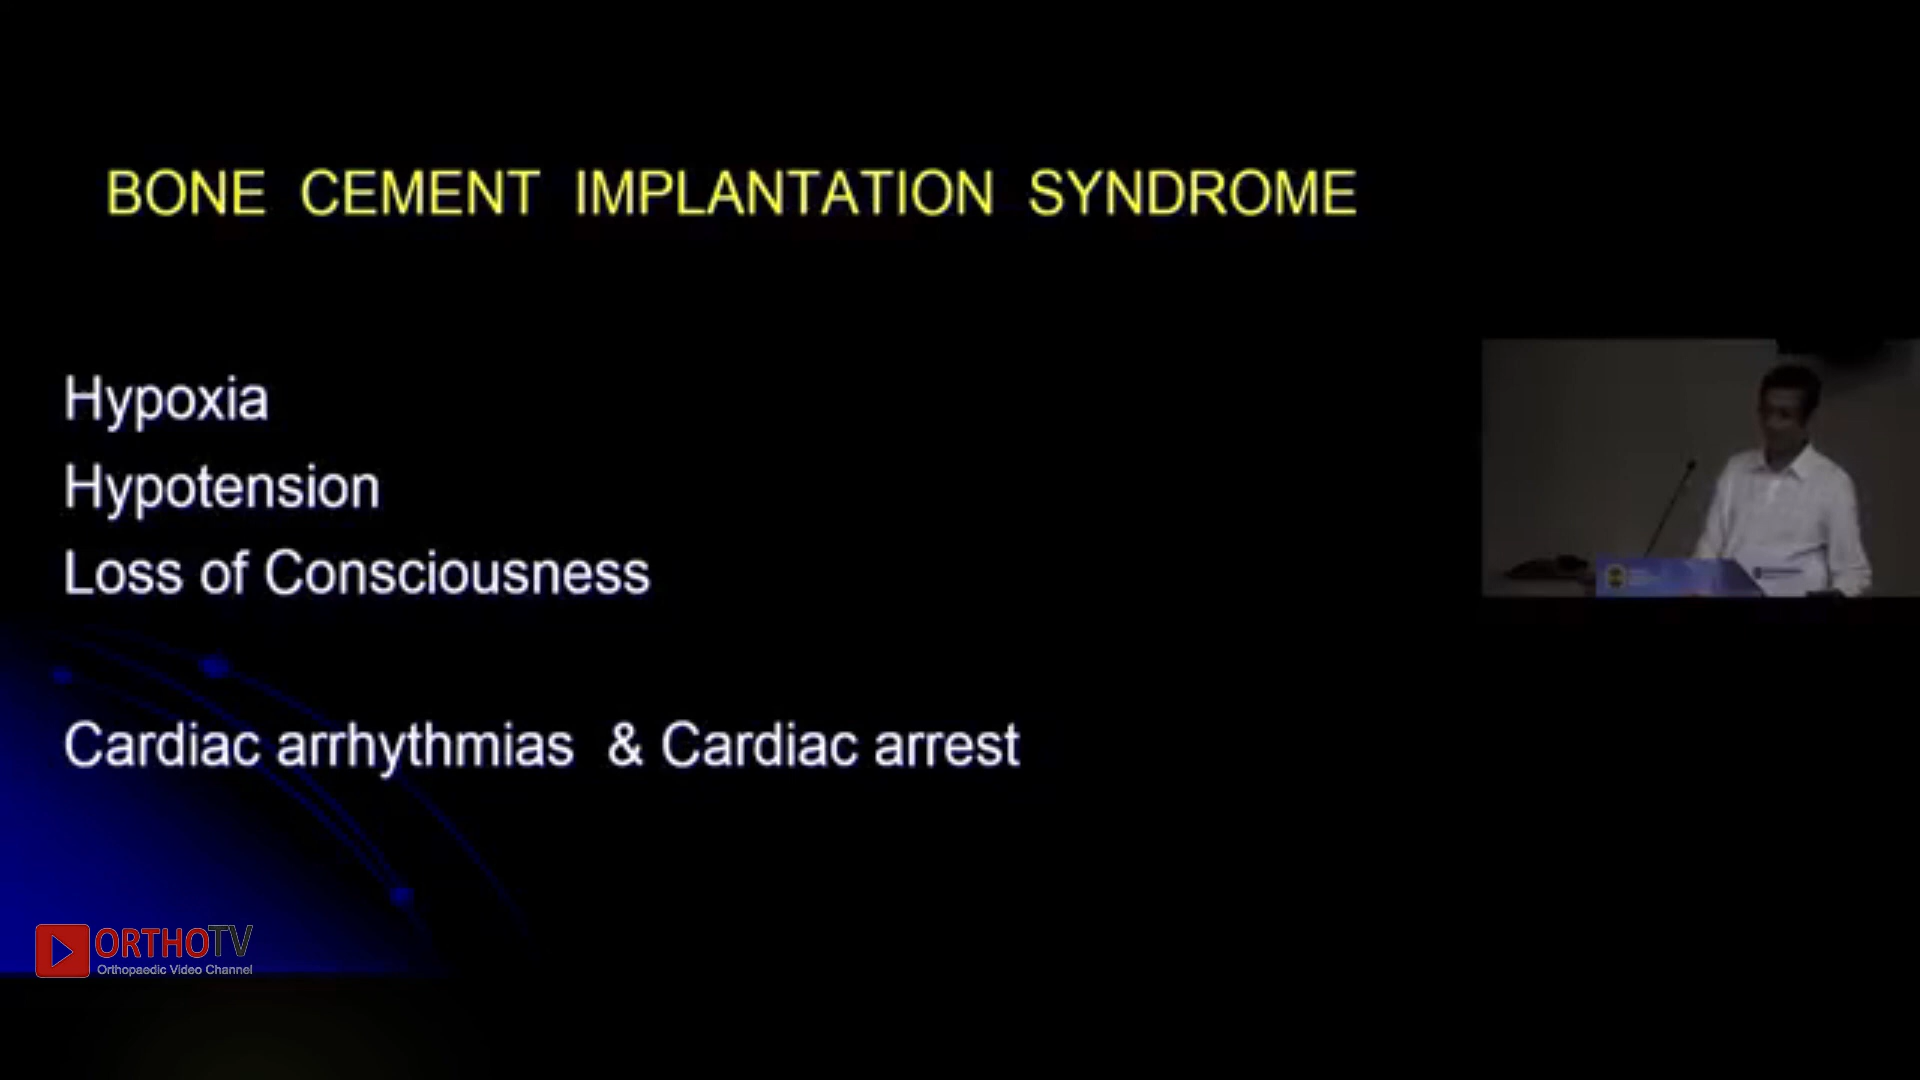 BONE CEMENT IMPLANTATION SYNDROME
Hypoxia
Hypotension
Loss of Consciousness
Cardiac arrhythmias & Cardiac arrest
ORTHOTV
Orthopaedic Video Channel